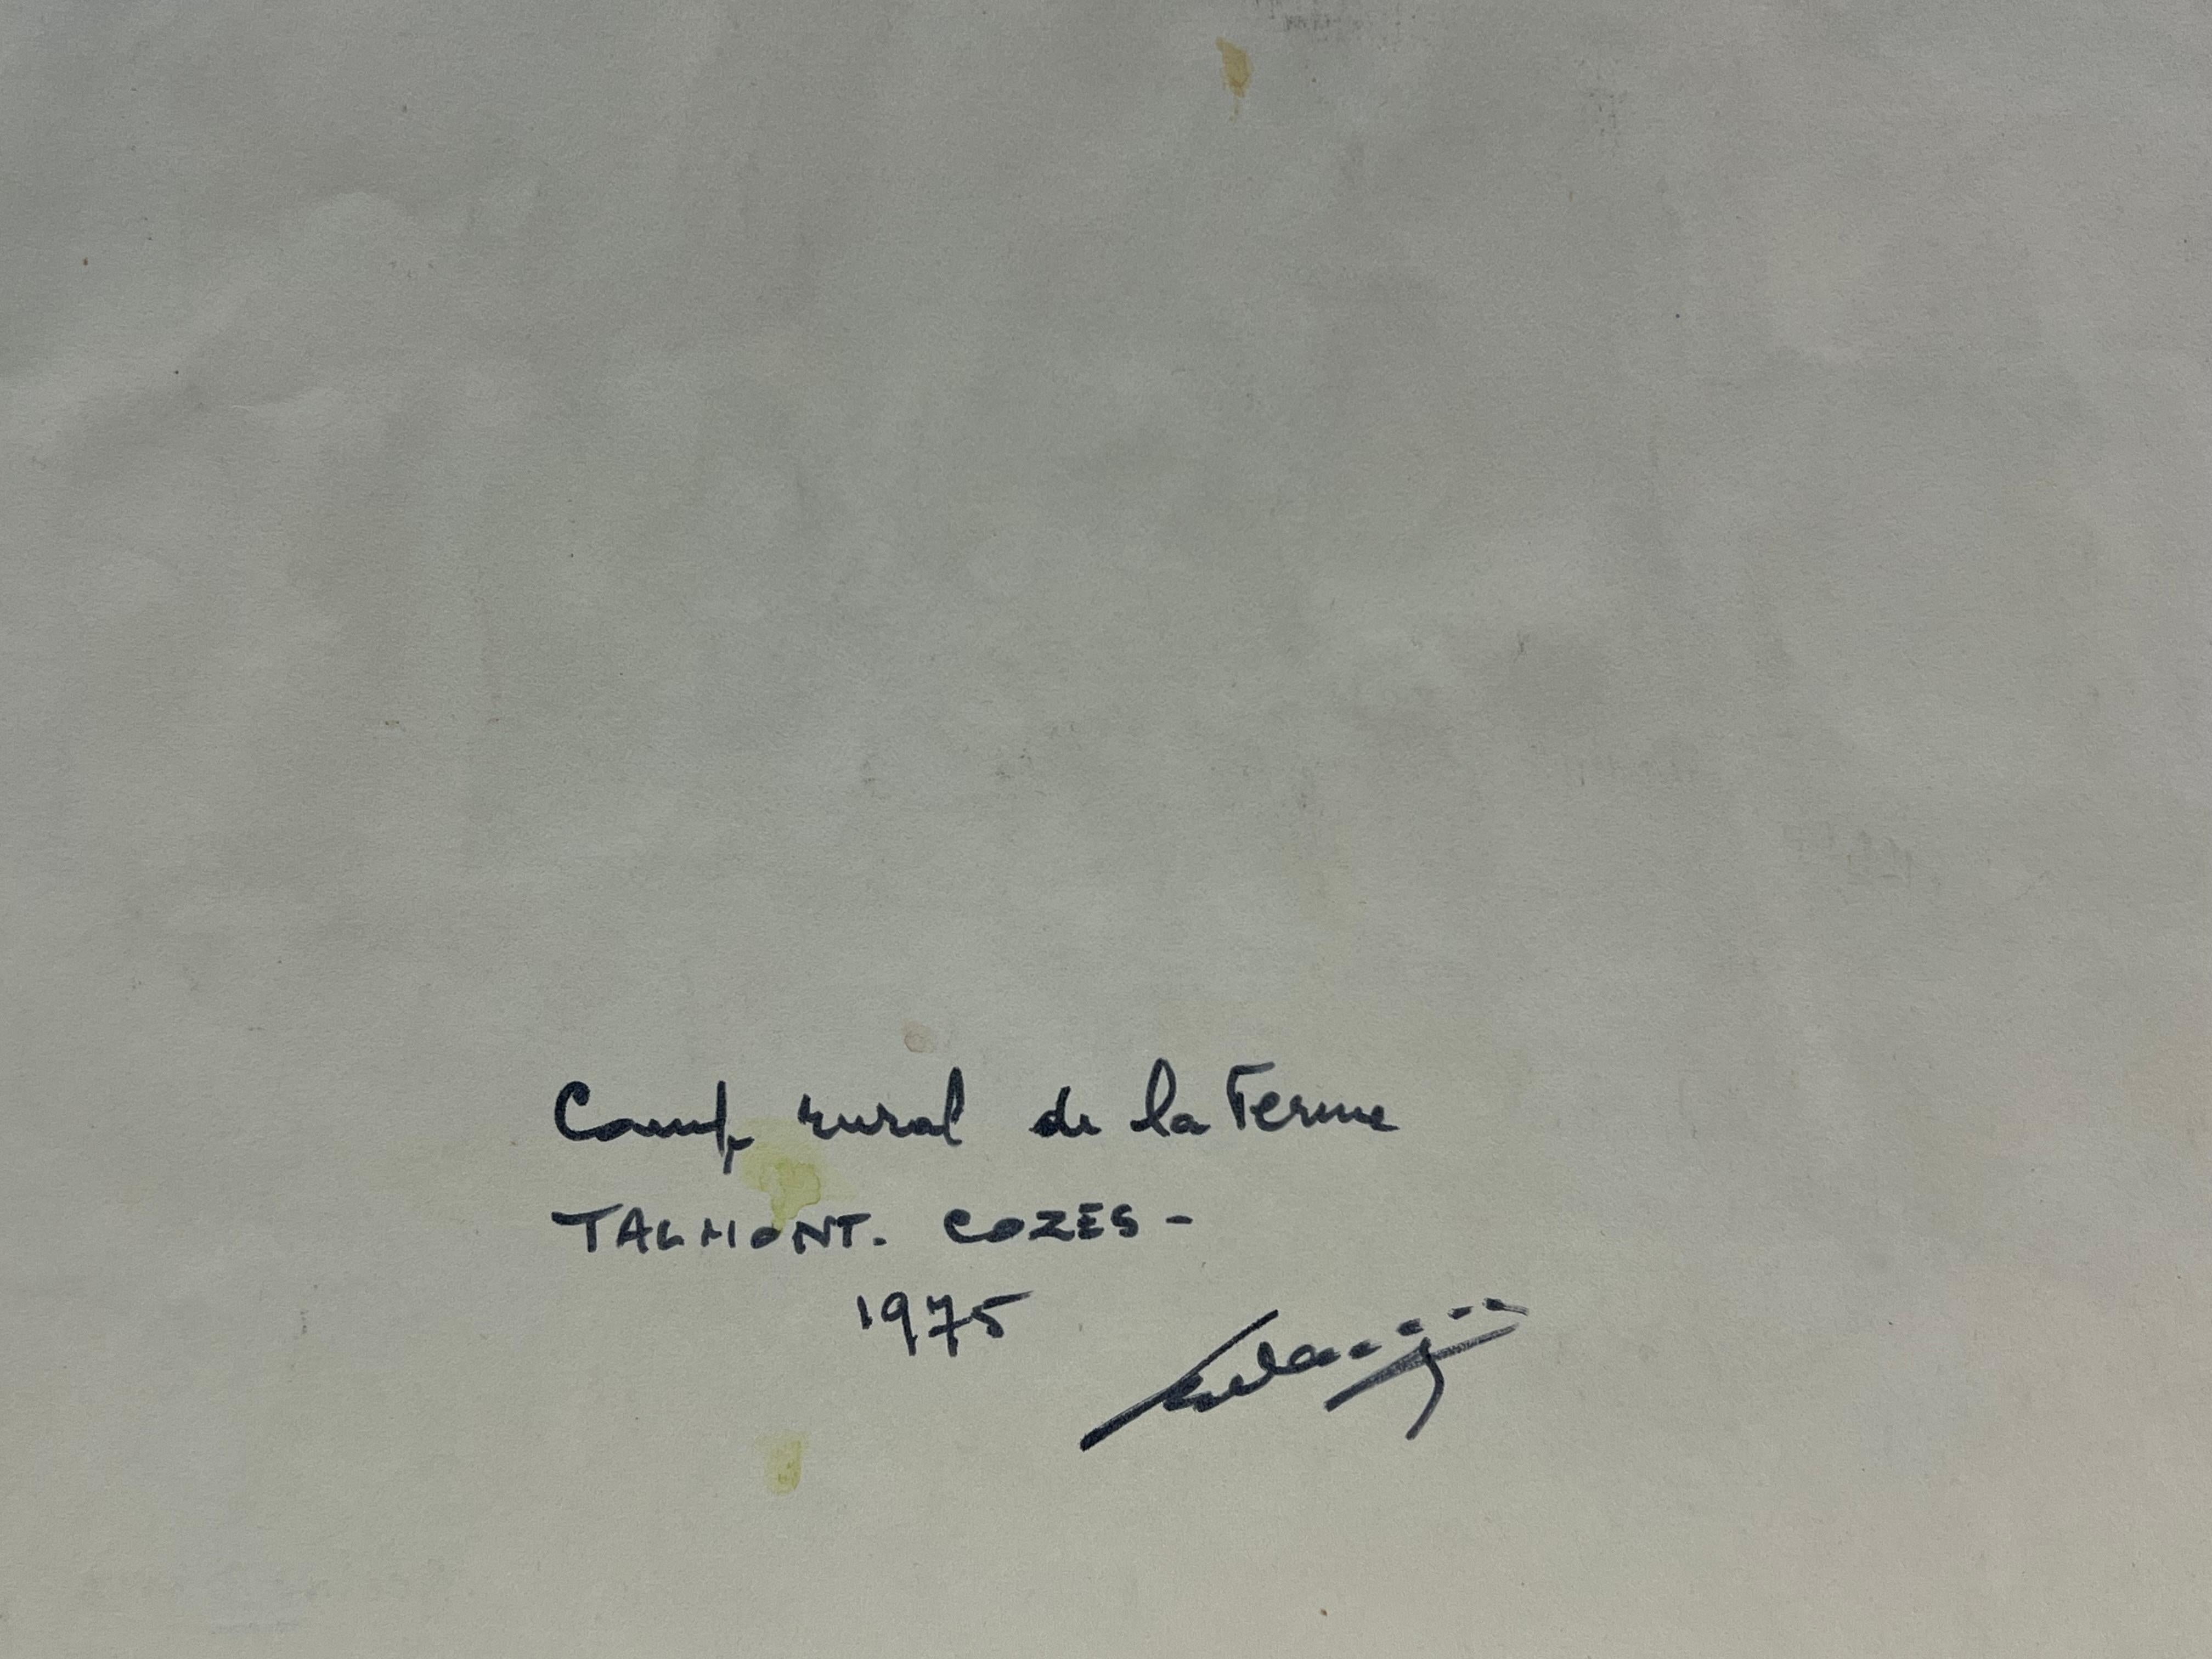 Camp rural de la Ferme
TALMONT. COZES -
1975